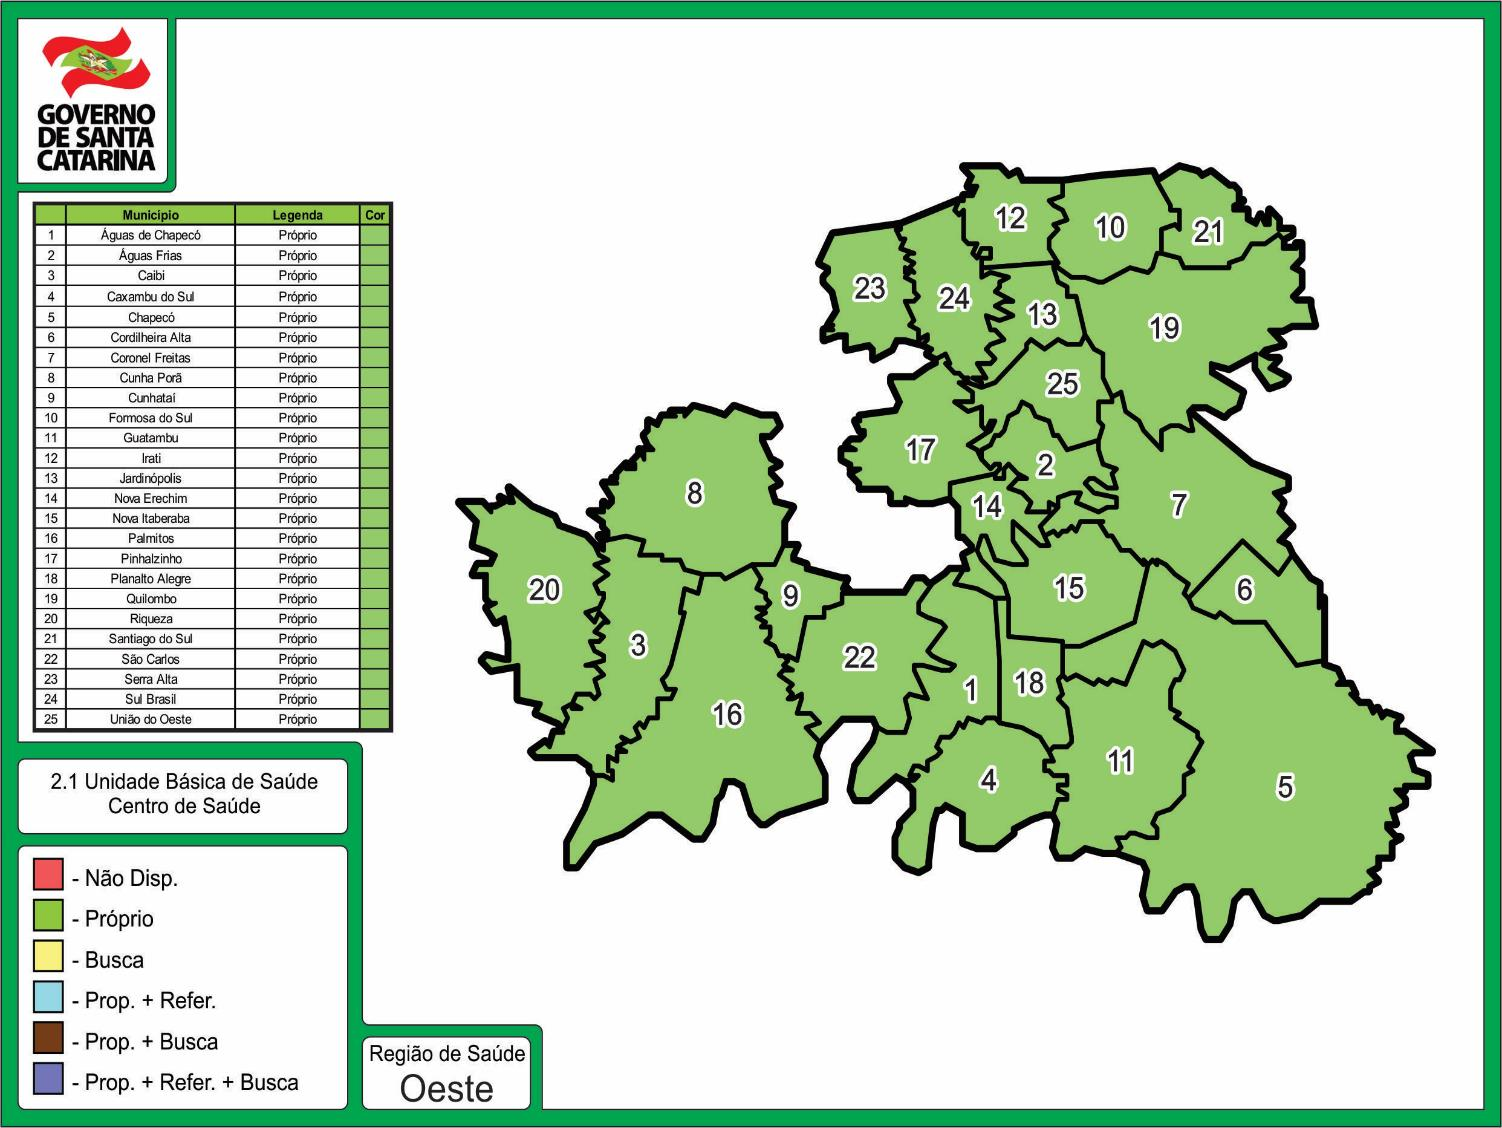 GOVERNO
DE SANTA
CATARINA
Município Legenda Cor
1 Águas de Chapecó Próprio
2 Águas Frias Próprio
3 Caibi Próprio
4 Caxambu do Sul Próprio
5 Chapecó Próprio
6 Cordilheira Alta Próprio
7 Coronel Freitas Próprio
8 Cunha Porã Próprio
9 Cunhataí Próprio
10 Formosa do Sul Próprio
11 Guatambu Próprio
12 Irati Próprio
13 Jardinópolis Próprio
14 Nova Erechim Próprio
15 Nova Itaberaba Próprio
16 Palmitos Próprio
17 Pinhalzinho Próprio
18 Planalto Alegre Próprio
19 Quilombo Próprio
20 Riqueza Próprio
21 Santiago do Sul Próprio
22 São Carlos Próprio
23 Serra Alta Próprio
24 Sul Brasil Próprio
25 União do Oeste Próprio
2.1 Unidade Básica de Saúde
Centro de Saúde
- Não Disp.
- Próprio
- Busca
- Prop. + Refer.
- Prop. + Busca
- Prop. + Refer. + Busca
Região de Saúde
Oeste
12
10
21
23
24
13
19
25
17
2
8
14
7
20
9
15
6
3
22
1
18
16
4
11
5